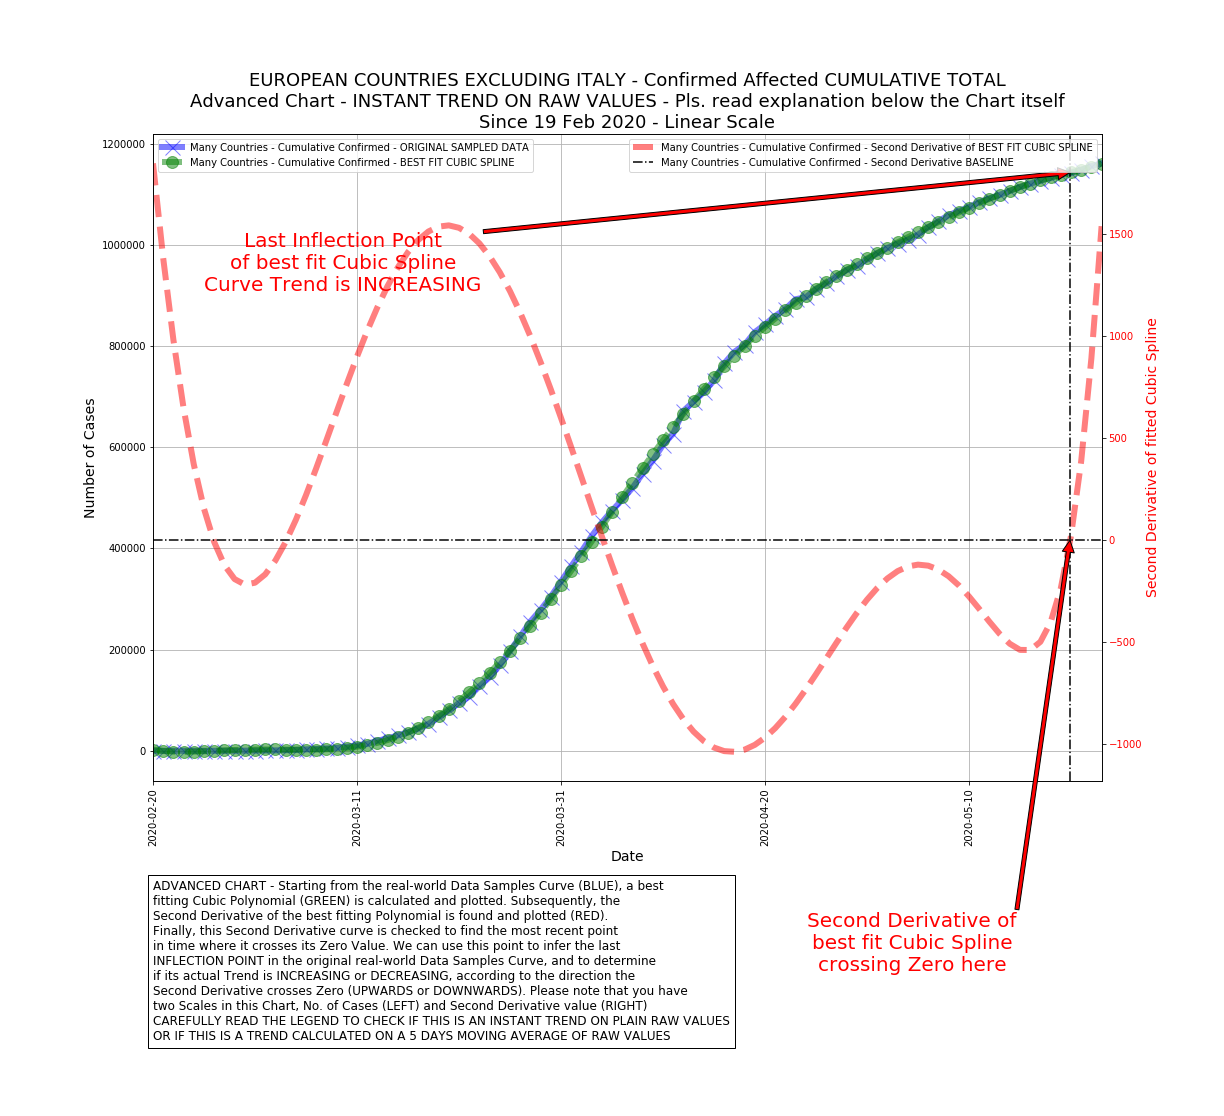 EUROPEAN COUNTRIES EXCLUDING ITALY - Confirmed Affected CUMULATIVE TOTAL
Advanced Chart - INSTANT TREND ON RAW VALUES - Pls. read explanation below the Chart itself
Since 19 Feb 2020 - Linear Scale
Many Countries - Cumulative Confirmed - ORIGINAL SAMPLED DATA
Many Countries - Cumulative Confirmed - BEST FIT CUBIC SPLINE
Many Countries - Cumulative Confirmed - Second Derivative of BEST FIT CUBIC SPLINE
Many Countries - Cumulative Confirmed - Second Derivative BASELINE
Last Inflection Point
of best fit Cubic Spline
Curve Trend is INCREASING
Number of Cases
1200000
1000000
800000
600000
400000
200000
0
Second Derivative of fitted Cubic Spline
1500
1000
500
0
−500
−1000
2020-02-20
2020-03-11
2020-03-31
2020-04-20
2020-05-10
Date
ADVANCED CHART - Starting from the real-world Data Samples Curve (BLUE), a best
fitting Cubic Polynomial (GREEN) is calculated and plotted. Subsequently, the
Second Derivative of the best fitting Polynomial is found and plotted (RED).
Finally, this Second Derivative curve is checked to find the most recent point
in time where it crosses its Zero Value. We can use this point to infer the last
INFLECTION POINT in the original real-world Data Samples Curve, and to determine
if its actual Trend is INCREASING or DECREASING, according to the direction the
Second Derivative crosses Zero (UPWARDS or DOWNWARDS). Please note that you have
two Scales in this Chart, No. of Cases (LEFT) and Second Derivative value (RIGHT)
CAREFULLY READ THE LEGEND TO CHECK IF THIS IS AN INSTANT TREND ON PLAIN RAW VALUES
OR IF THIS IS A TREND CALCULATED ON A 5 DAYS MOVING AVERAGE OF RAW VALUES
Second Derivative of
best fit Cubic Spline
crossing Zero here